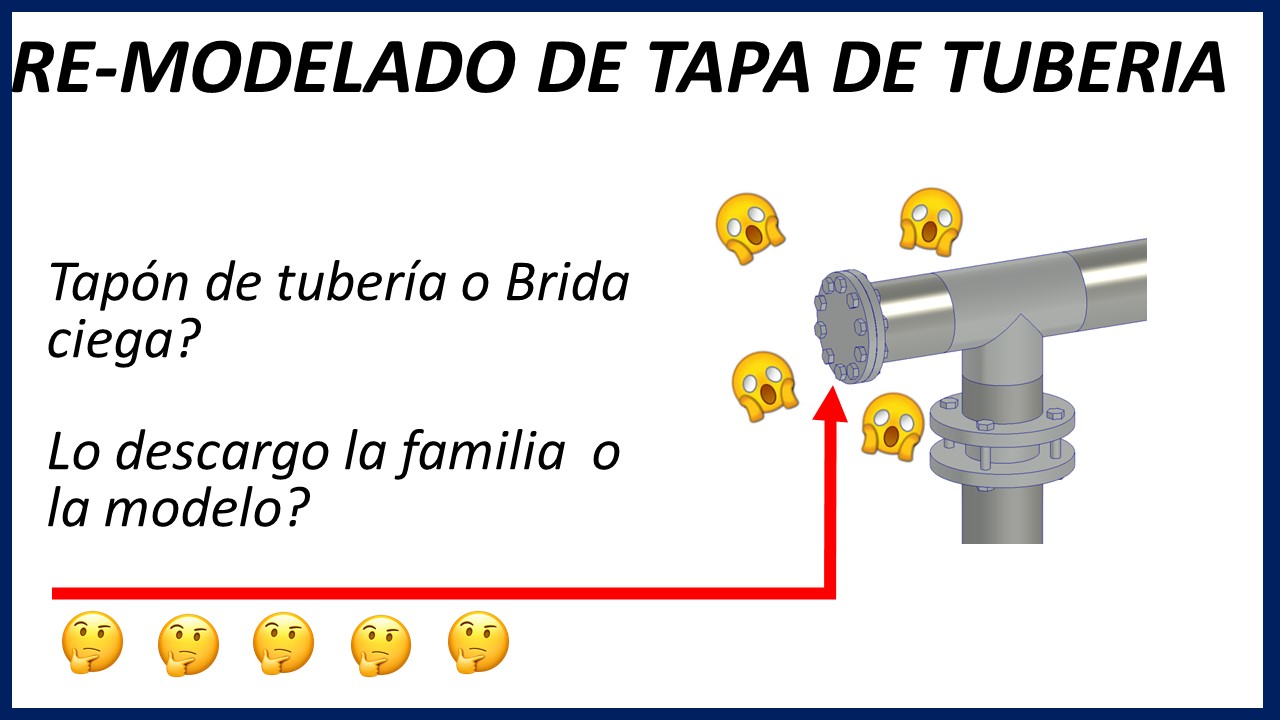 RE-MODELADO DE TAPA DE TUBERIA
Tapón de tubería o Brida
ciega?
Lo descargo la familia  o
la modelo?